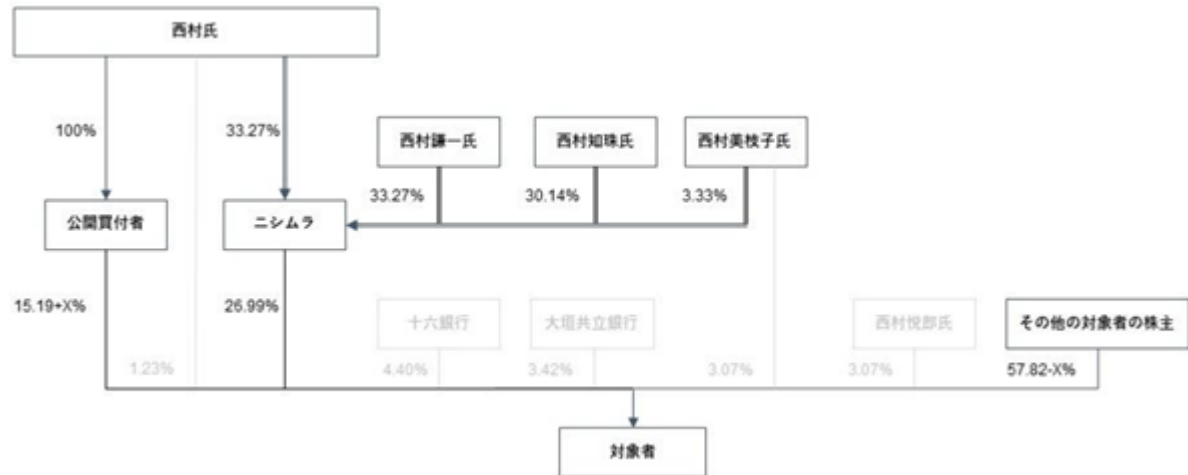 西村氏
100%
33.27%
西村謙一氏
西村知珠氏
西村美枝子氏
33.27%
30.14%
3.33%
公開買付者
ニシムラ
15.19+X%
26.99%
十六銀行
大垣共立銀行
西村悦郎氏
その他の対象者の株主
1.23%
4.40%
3.42%
3.07%
3.07%
57.82-X%
対象者